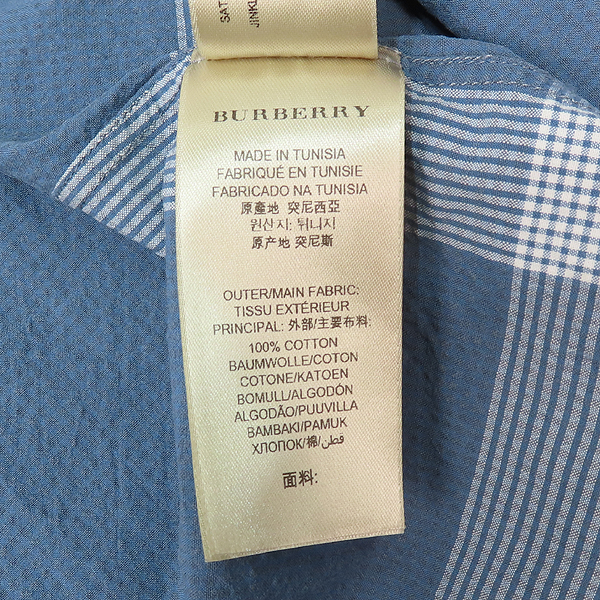 SAT
JINKL
BURBERRY
MADE IN TUNISIA
FABRIQUÉ EN TUNISIE
FABRICADO NA TUNISIA
原產地 突尼西亞
원산지: 튀니지
原产地 突尼斯
OUTER/MAIN FABRIC:
TISSU EXTÉRIEUR
PRINCIPAL: 外部/主要布料:
100% COTTON
BAUMWOLLE/COTON
COTONE/KATOEN
BOMULL/ALGODÓN
ALGODÃO/PUUVILLA
BAMBAKI/PAMUK
ХЛОПОК/棉/قطن
面料: